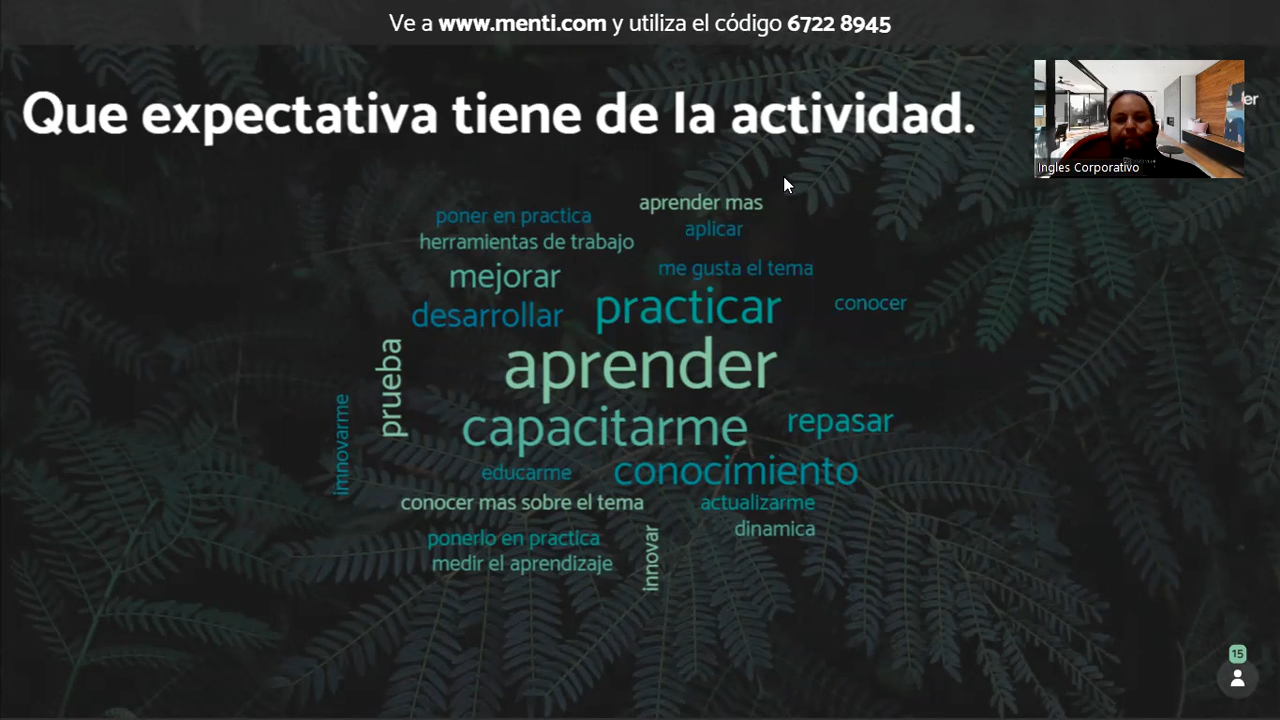 Ve a www.menti.com y utiliza el código 6722 8945
Que expectativa tiene de la actividad.
er
Ingles Corporativo
aprender mas
poner en practica
aplicar
herramientas de trabajo
mejorar
me gusta el tema
desarrollar
practicar
conocer
prueba
aprender
imnovarme
capacitarme
repasar
educarme
conocimiento
conocer mas sobre el tema
actualizarme
dinamica
ponerlo en practica
innovar
medir el aprendizaje
15